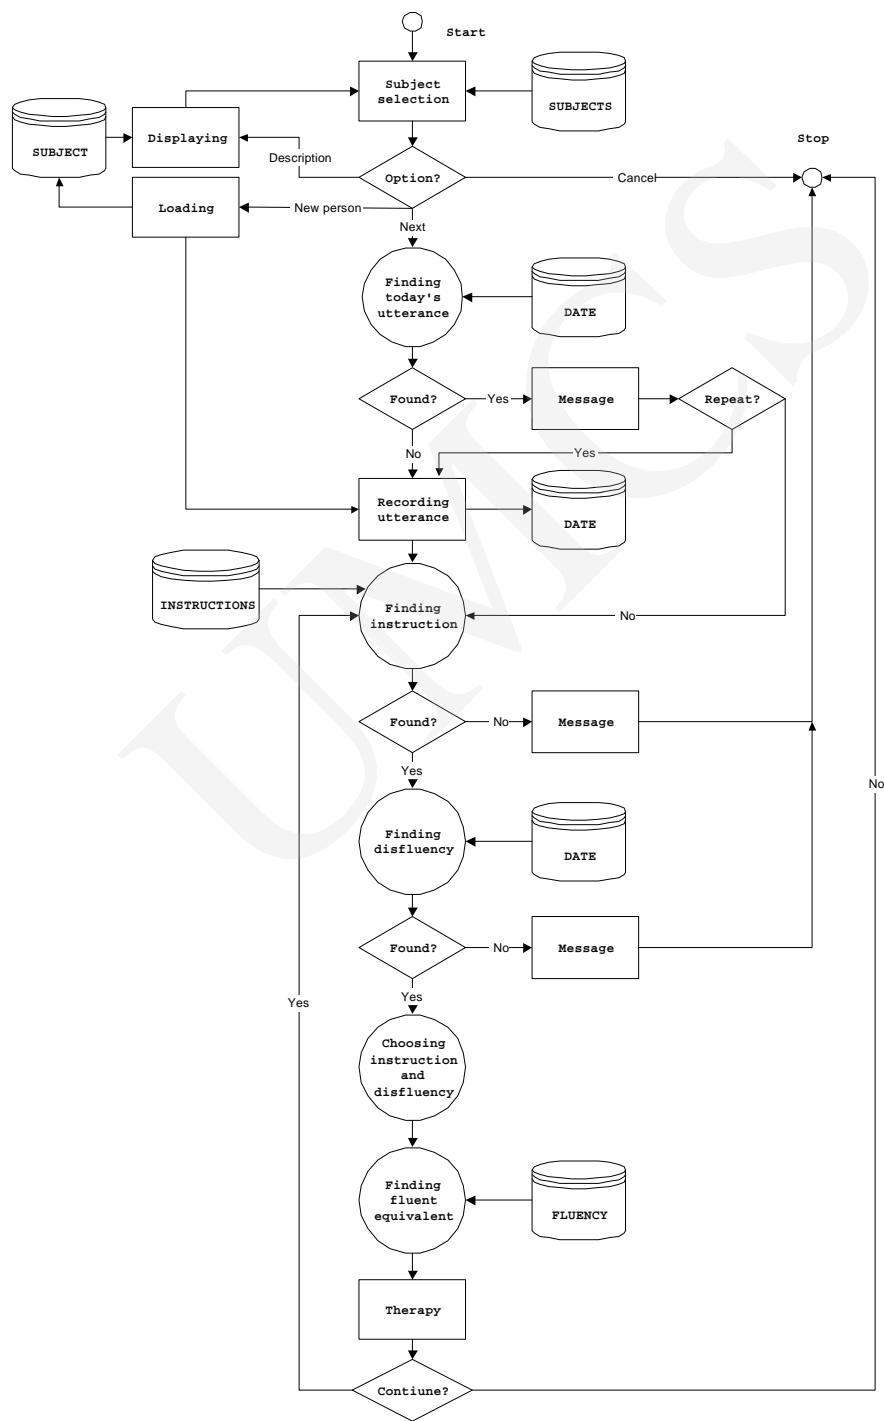 Start
Subject
selection
SUBJECTS
Stop
SUBJECT
Displaying
Description
Option?
Cancel
Loading
New person
Next
Finding
today's
utterance
DATE
Found?
Yes
Message
Repeat?
No
Yes
Recording
utterance
DATE
INSTRUCTIONS
Finding
instruction
No
Found?
No
Message
Yes
No
Finding
disfluency
DATE
Found?
No
Message
Yes
Yes
Choosing
instruction
and
disfluency
Finding
fluent
equivalent
FLUENCY
Therapy
Contiune?
UMCS